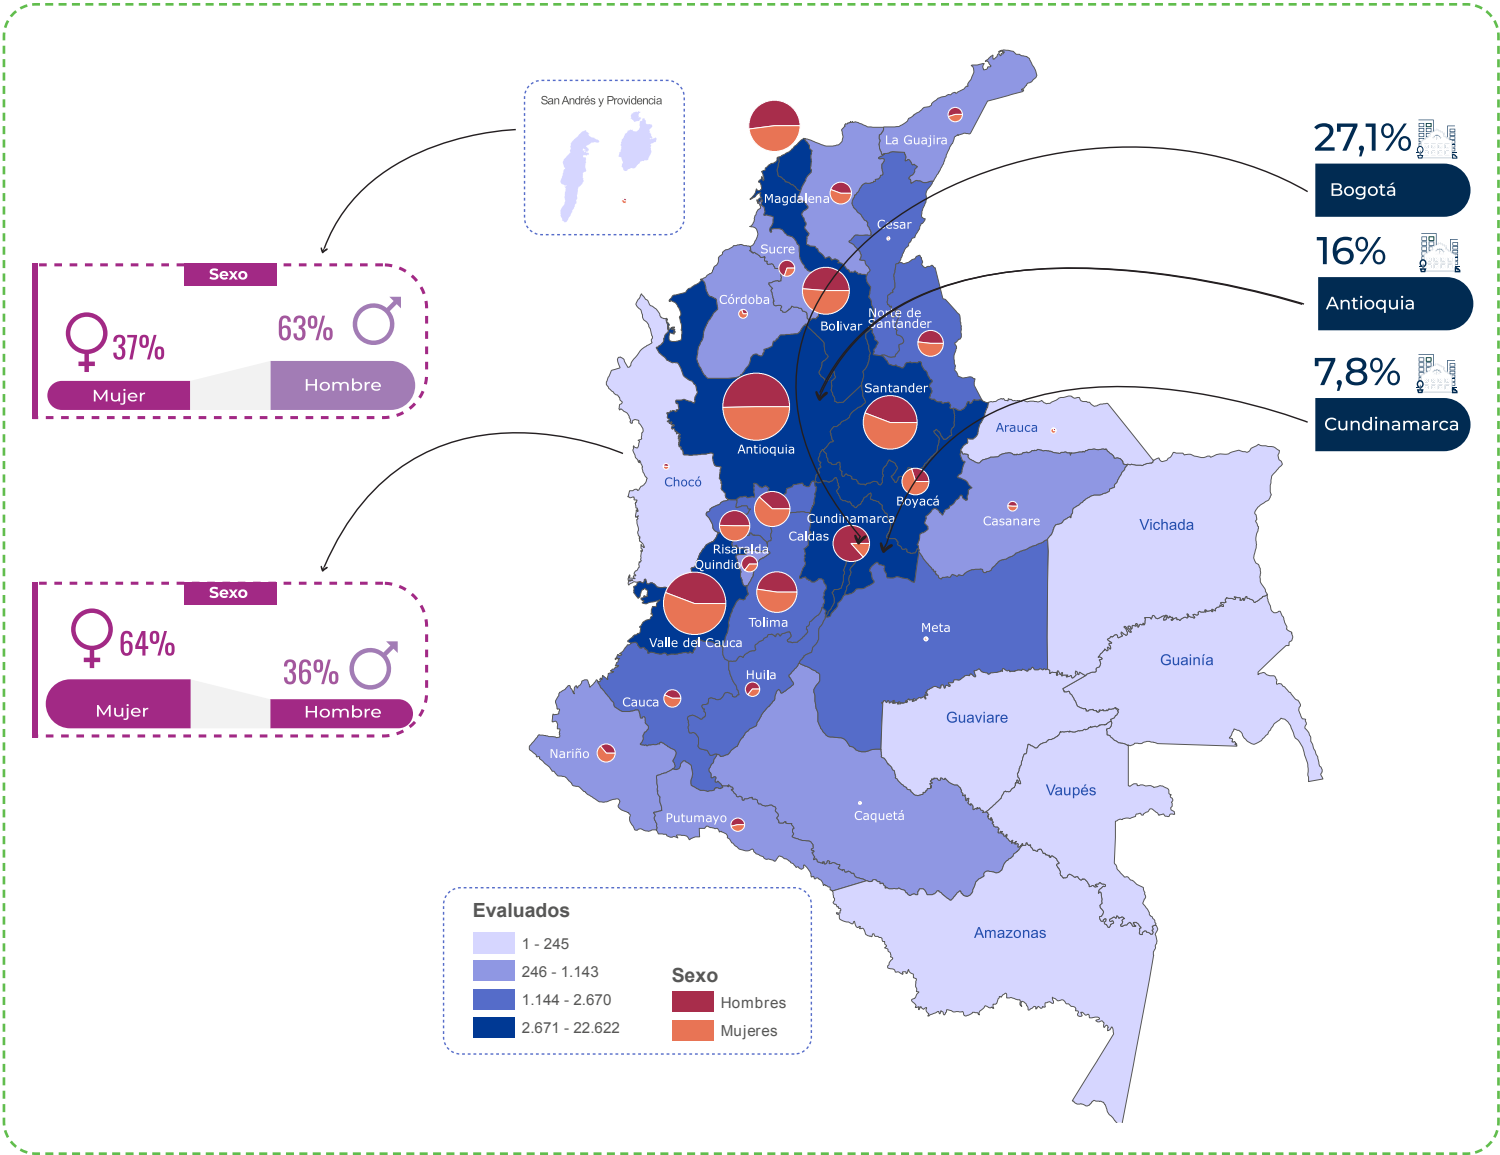 San Andrés y Providencia
La Guajira
Magdalena
Cesar
Sucre
Córdoba
Bolivar
Norte de
Santander
Santander
Antioquia
Arauca
Chocó
Boyacá
Casanare
Cundinamarca
Caldas
Risaralda
Quindio
Vichada
Tolima
Valle del Cauca
Meta
Guainía
Huila
Cauca
Guaviare
Nariño
Vaupés
Putumayo
Caquetá
Amazonas
27,1%
Bogotá
16%
Antioquia
7,8%
Cundinamarca
Sexo
37%
63%
Mujer
Hombre
Sexo
64%
36%
Mujer
Hombre
Evaluados
1 - 245
246 - 1.143
1.144 - 2.670
2.671 - 22.622
Sexo
Hombres
Mujeres